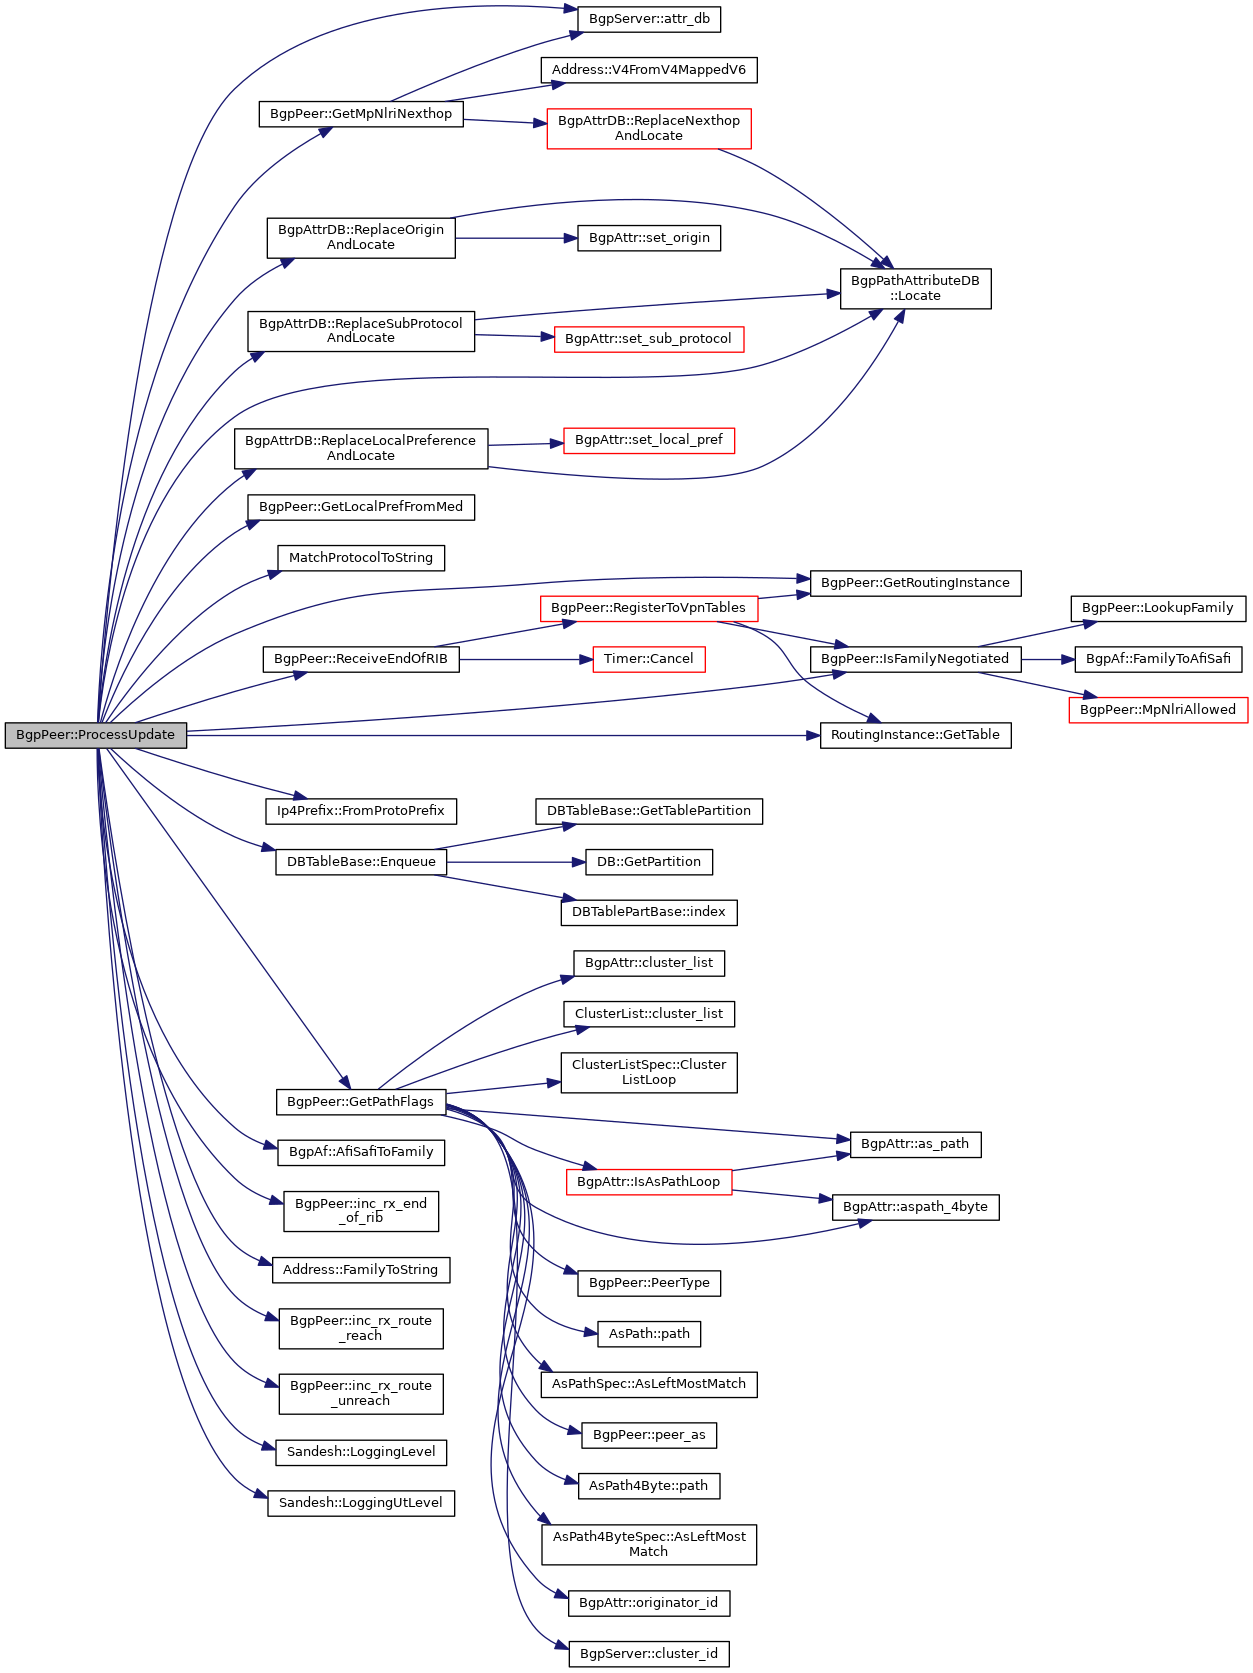 BgpServer::attr_db
Address::V4FromV4MappedV6
BgpPeer::GetMpNlriNexthop
BgpAttrDB::ReplaceNexthop
AndLocate
BgpAttrDB::ReplaceOrigin
AndLocate
BgpAttr::set_origin
BgpPathAttributeDB
::Locate
BgpAttrDB::ReplaceSubProtocol
AndLocate
BgpAttr::set_sub_protocol
BgpAttrDB::ReplaceLocalPreference
AndLocate
BgpAttr::set_local_pref
BgpPeer::GetLocalPrefFromMed
MatchProtocolToString
BgpPeer::GetRoutingInstance
BgpPeer::RegisterToVpnTables
BgpPeer::LookupFamily
BgpPeer::ReceiveEndOfRIB
Timer::Cancel
BgpPeer::IsFamilyNegotiated
BgpAf::FamilyToAfiSafi
BgpPeer::MpNlriAllowed
BgpPeer::ProcessUpdate
RoutingInstance::GetTable
Ip4Prefix::FromProtoPrefix
DBTableBase::GetTablePartition
DBTableBase::Enqueue
DB::GetPartition
DBTablePartBase::index
BgpAttr::cluster_list
ClusterList::cluster_list
ClusterListSpec::Cluster
ListLoop
BgpPeer::GetPathFlags
BgpAttr::as_path
BgpAf::AfiSafiToFamily
BgpAttr::IsAsPathLoop
BgpPeer::inc_rx_end
_of_rib
BgpAttr::aspath_4byte
Address::FamilyToString
BgpPeer::PeerType
BgpPeer::inc_rx_route
_reach
AsPath::path
BgpPeer::inc_rx_route
_unreach
AsPathSpec::AsLeftMostMatch
BgpPeer::peer_as
Sandesh::LoggingLevel
AsPath4Byte::path
Sandesh::LoggingUtLevel
AsPath4ByteSpec::AsLeftMost
Match
BgpAttr::originator_id
BgpServer::cluster_id